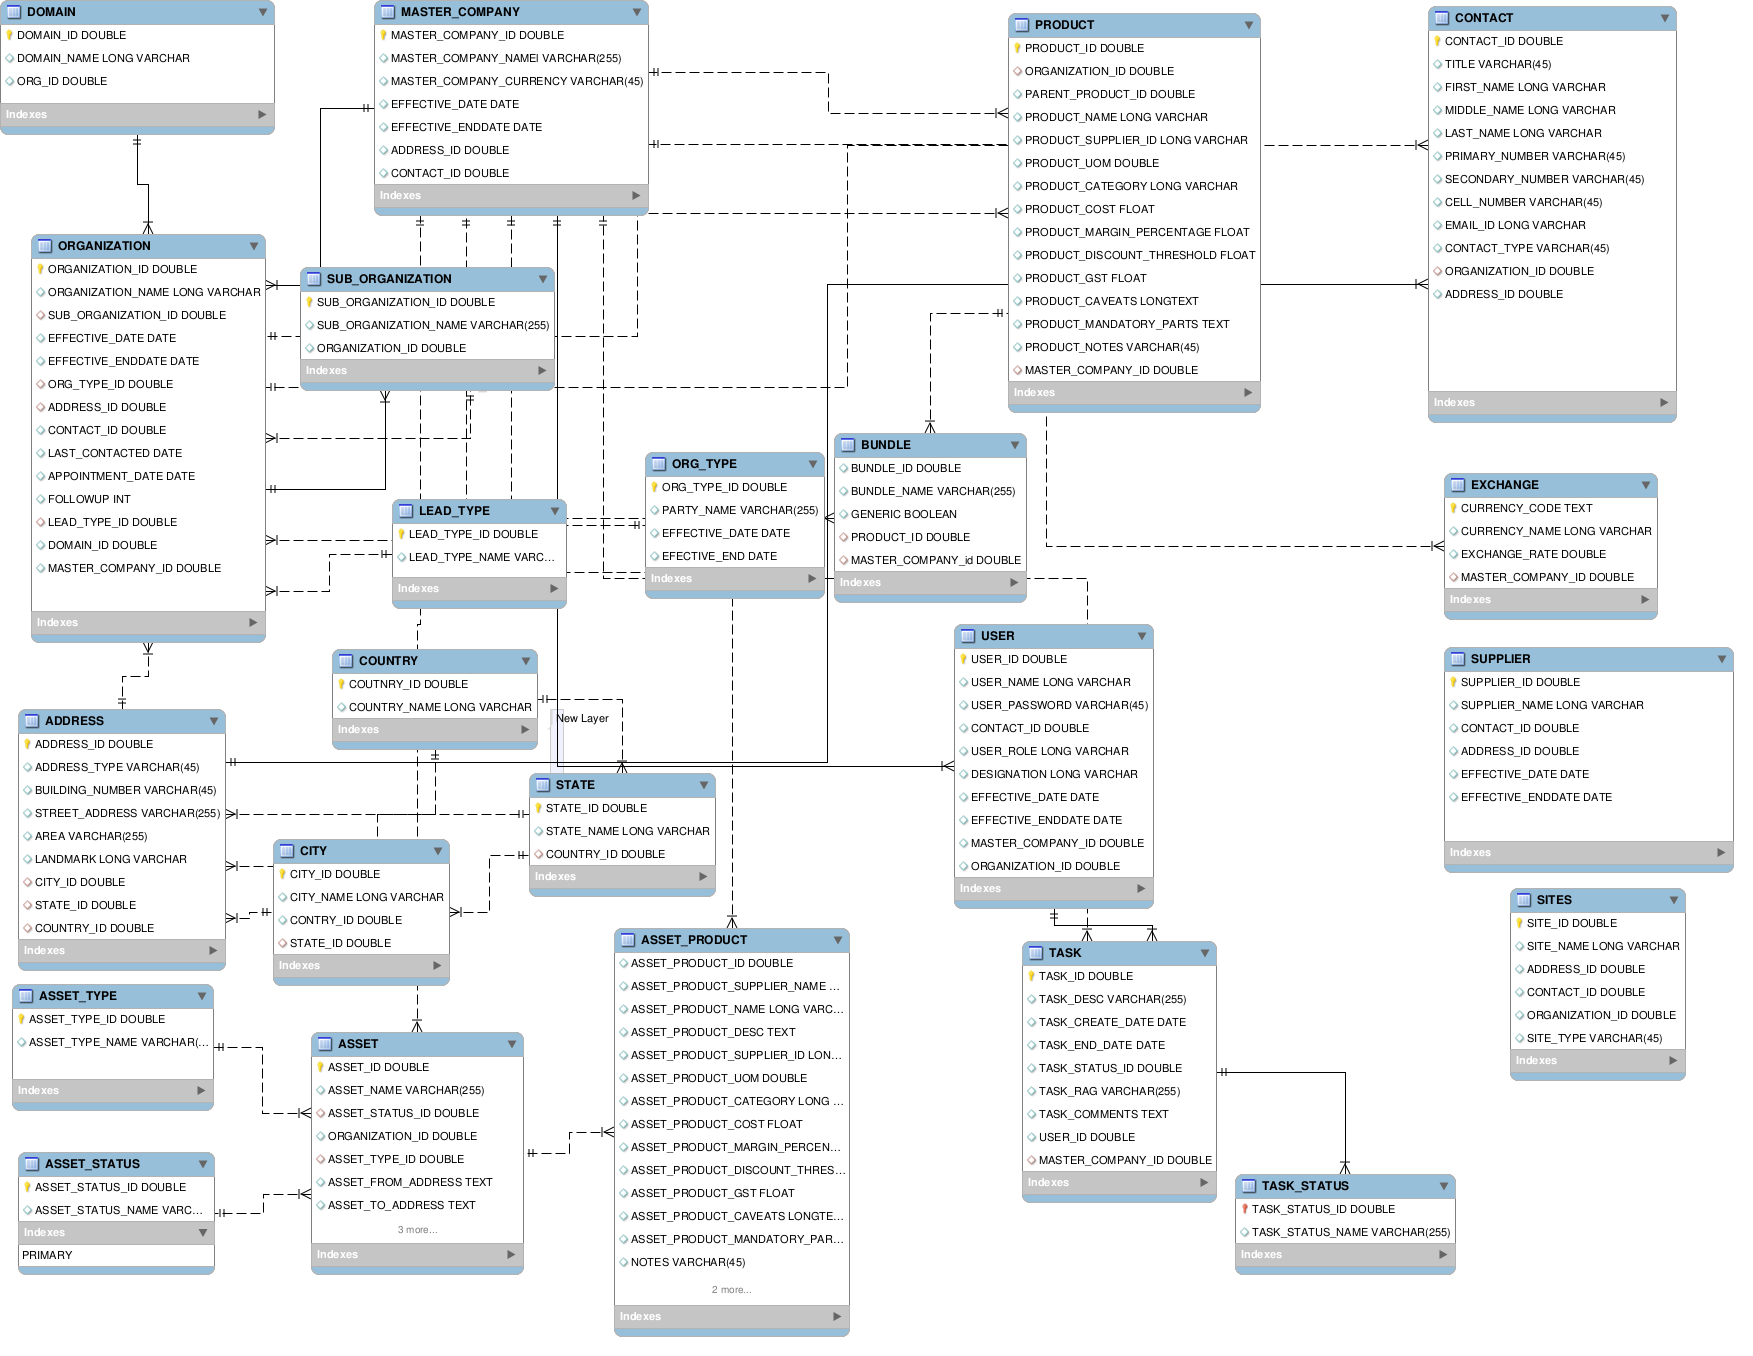 DOMAIN
DOMAIN_ID DOUBLE
DOMAIN_NAME LONG VARCHAR
ORG_ID DOUBLE
Indexes
MASTER_COMPANY
MASTER_COMPANY_ID DOUBLE
MASTER_COMPANY_NAMEI VARCHAR(255)
MASTER_COMPANY_CURRENCY VARCHAR(45)
EFFECTIVE_DATE DATE
EFFECTIVE_ENDDATE DATE
ADDRESS_ID DOUBLE
CONTACT_ID DOUBLE
Indexes
PRODUCT
PRODUCT_ID DOUBLE
ORGANIZATION_ID DOUBLE
PARENT_PRODUCT_ID DOUBLE
PRODUCT_NAME LONG VARCHAR
PRODUCT_SUPPLIER_ID LONG VARCHAR
PRODUCT_UOM DOUBLE
PRODUCT_CATEGORY LONG VARCHAR
PRODUCT_COST FLOAT
PRODUCT_MARGIN_PERCENTAGE FLOAT
PRODUCT_DISCOUNT_THRESHOLD FLOAT
PRODUCT_GST FLOAT
PRODUCT_CAVEATS LONGTEXT
PRODUCT_MANDATORY_PARTS TEXT
PRODUCT_NOTES VARCHAR(45)
MASTER_COMPANY_ID DOUBLE
Indexes
CONTACT
CONTACT_ID DOUBLE
TITLE VARCHAR(45)
FIRST_NAME LONG VARCHAR
MIDDLE_NAME LONG VARCHAR
LAST_NAME LONG VARCHAR
PRIMARY_NUMBER VARCHAR(45)
SECONDARY_NUMBER VARCHAR(45)
CELL_NUMBER VARCHAR(45)
EMAIL_ID LONG VARCHAR
CONTACT_TYPE VARCHAR(45)
ORGANIZATION_ID DOUBLE
ADDRESS_ID DOUBLE
Indexes
ORGANIZATION
ORGANIZATION_ID DOUBLE
ORGANIZATION_NAME LONG VARCHAR
SUB_ORGANIZATION_ID DOUBLE
EFFECTIVE_DATE DATE
EFFECTIVE_ENDDATE DATE
ORG_TYPE_ID DOUBLE
ADDRESS_ID DOUBLE
CONTACT_ID DOUBLE
LAST_CONTACTED DATE
APPOINTMENT_DATE DATE
FOLLOWUP INT
LEAD_TYPE_ID DOUBLE
DOMAIN_ID DOUBLE
MASTER_COMPANY_ID DOUBLE
Indexes
SUB_ORGANIZATION
SUB_ORGANIZATION_ID DOUBLE
SUB_ORGANIZATION_NAME VARCHAR(255)
ORGANIZATION_ID DOUBLE
Indexes
LEAD_TYPE
LEAD_TYPE_ID DOUBLE
LEAD_TYPE_NAME VARC...
Indexes
ORG_TYPE
ORG_TYPE_ID DOUBLE
PARTY_NAME VARCHAR(255)
EFFECTIVE_DATE DATE
EFECTIVE_END DATE
Indexes
BUNDLE
BUNDLE_ID DOUBLE
BUNDLE_NAME VARCHAR(255)
GENERIC BOOLEAN
PRODUCT_ID DOUBLE
MASTER_COMPANY_id DOUBLE
Indexes
EXCHANGE
CURRENCY_CODE TEXT
CURRENCY_NAME LONG VARCHAR
EXCHANGE_RATE DOUBLE
MASTER_COMPANY_ID DOUBLE
Indexes
COUNTRY
COUTNRY_ID DOUBLE
COUNTRY_NAME LONG VARCHAR
Indexes
New Layer
USER
USER_ID DOUBLE
USER_NAME LONG VARCHAR
USER_PASSWORD VARCHAR(45)
CONTACT_ID DOUBLE
USER_ROLE LONG VARCHAR
DESIGNATION LONG VARCHAR
EFFECTIVE_DATE DATE
EFFECTIVE_ENDDATE DATE
MASTER_COMPANY_ID DOUBLE
ORGANIZATION_ID DOUBLE
Indexes
SUPPLIER
SUPPLIER_ID DOUBLE
SUPPLIER_NAME LONG VARCHAR
CONTACT_ID DOUBLE
ADDRESS_ID DOUBLE
EFFECTIVE_DATE DATE
EFFECTIVE_ENDDATE DATE
Indexes
ADDRESS
ADDRESS_ID DOUBLE
ADDRESS_TYPE VARCHAR(45)
BUILDING_NUMBER VARCHAR(45)
STREET_ADDRESS VARCHAR(255)
AREA VARCHAR(255)
LANDMARK LONG VARCHAR
CITY_ID DOUBLE
STATE_ID DOUBLE
COUNTRY_ID DOUBLE
Indexes
STATE
STATE_ID DOUBLE
STATE_NAME LONG VARCHAR
COUNTRY_ID DOUBLE
Indexes
CITY
CITY_ID DOUBLE
CITY_NAME LONG VARCHAR
CONTRY_ID DOUBLE
STATE_ID DOUBLE
Indexes
SITES
SITE_ID DOUBLE
SITE_NAME LONG VARCHAR
ADDRESS_ID DOUBLE
CONTACT_ID DOUBLE
ORGANIZATION_ID DOUBLE
SITE_TYPE VARCHAR(45)
Indexes
ASSET_TYPE
ASSET_TYPE_ID DOUBLE
ASSET_TYPE_NAME VARCHAR(...
Indexes
ASSET_STATUS
ASSET_STATUS_ID DOUBLE
ASSET_STATUS_NAME VARC...
Indexes
PRIMARY
ASSET
ASSET_ID DOUBLE
ASSET_NAME VARCHAR(255)
ASSET_STATUS_ID DOUBLE
ORGANIZATION_ID DOUBLE
ASSET_TYPE_ID DOUBLE
ASSET_FROM_ADDRESS TEXT
ASSET_TO_ADDRESS TEXT
3 more...
Indexes
ASSET_PRODUCT
ASSET_PRODUCT_ID DOUBLE
ASSET_PRODUCT_SUPPLIER_NAME ...
ASSET_PRODUCT_NAME LONG VARC...
ASSET_PRODUCT_DESC TEXT
ASSET_PRODUCT_SUPPLIER_ID LON...
ASSET_PRODUCT_UOM DOUBLE
ASSET_PRODUCT_CATEGORY LONG ...
ASSET_PRODUCT_COST FLOAT
ASSET_PRODUCT_MARGIN_PERCEN...
ASSET_PRODUCT_DISCOUNT_THRES...
ASSET_PRODUCT_GST FLOAT
ASSET_PRODUCT_CAVEATS LONGTE...
ASSET_PRODUCT_MANDATORY_PAR...
NOTES VARCHAR(45)
2 more...
Indexes
TASK
TASK_ID DOUBLE
TASK_DESC VARCHAR(255)
TASK_CREATE_DATE DATE
TASK_END_DATE DATE
TASK_STATUS_ID DOUBLE
TASK_RAG VARCHAR(255)
TASK_COMMENTS TEXT
USER_ID DOUBLE
MASTER_COMPANY_ID DOUBLE
Indexes
TASK_STATUS
TASK_STATUS_ID DOUBLE
TASK_STATUS_NAME VARCHAR(255)
Indexes